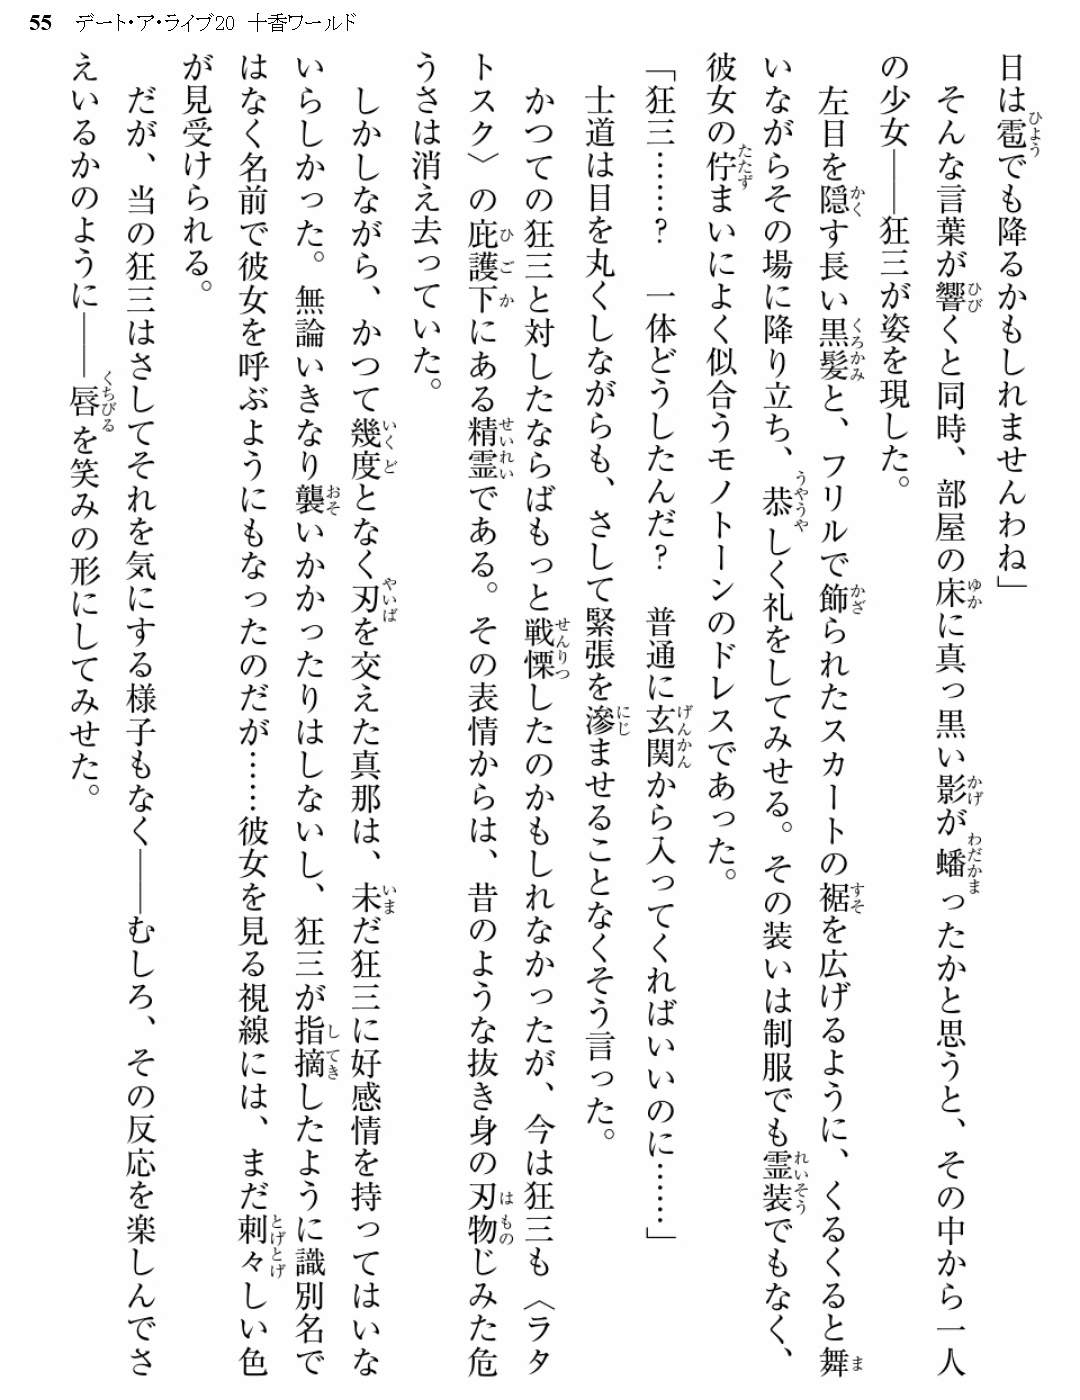 55 デート・ア・ライブ20 十香ワールド
日は雹でも降るかもしれませんわね」
そんな言葉が響くと同時、部屋の床に真っ黒い影が蟠ったかと思うと、その中から一人
の少女――狂三が姿を現した。
左目を隠す長い黒髪と、フリルで飾られたスカートの裾を広げるように、くるくると舞
いながらその場に降り立ち、恭しく礼をしてみせる。その装いは制服でも霊装でもなく、
彼女の佇まいによく似合うモノトーンのドレスであった。
「狂三……? 一体どうしたんだ? 普通に玄関から入ってくればいいのに……」
士道は目を丸くしながらも、さして緊張を滲ませることなくそう言った。
かつての狂三と対したならばもっと戦慄したのかもしれなかったが、今は狂三も〈ラタ
トスク〉の庇護下にある精霊である。その表情からは、昔のような抜き身の刃物じみた危
うさは消え去っていた。
しかしながら、かつて幾度となく刃を交えた真那は、未だ狂三に好感情を持ってはいな
いらしかった。無論いきなり襲いかかったりはしないし、狂三が指摘したように識別名で
はなく名前で彼女を呼ぶようにもなったのだが……彼女を見る視線には、まだ刺々しい色
が見受けられる。
だが、当の狂三はさしてそれを気にする様子もなく――むしろ、その反応を楽しんでさ
えいるかのように――唇を笑みの形にしてみせた。